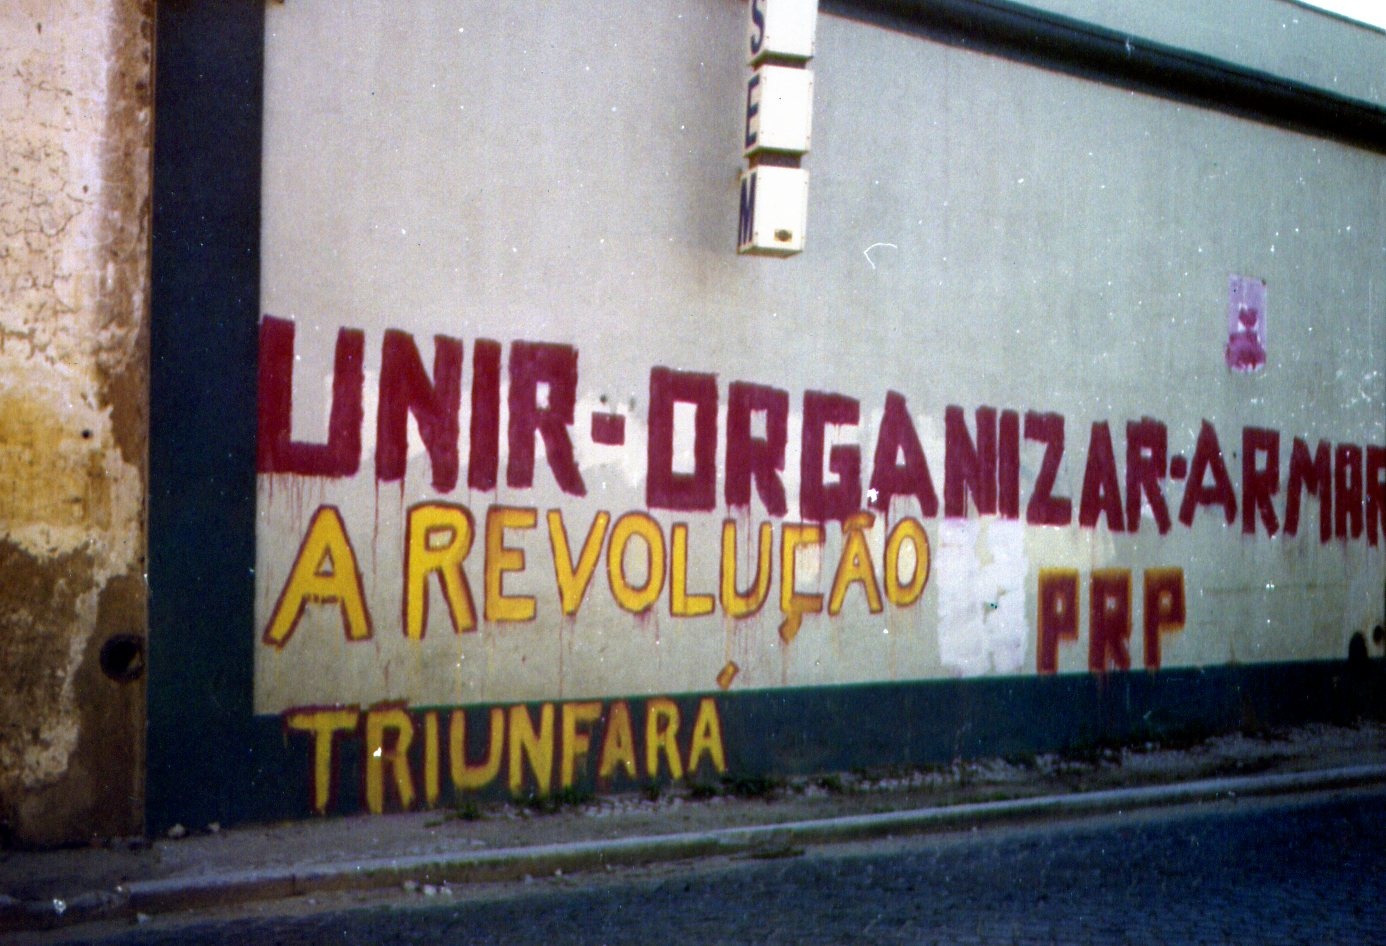 SEM
UNIR-ORGANIZAR-ARMAR
A REVOLUÇÃO
PRP
TRIUNFARÁ